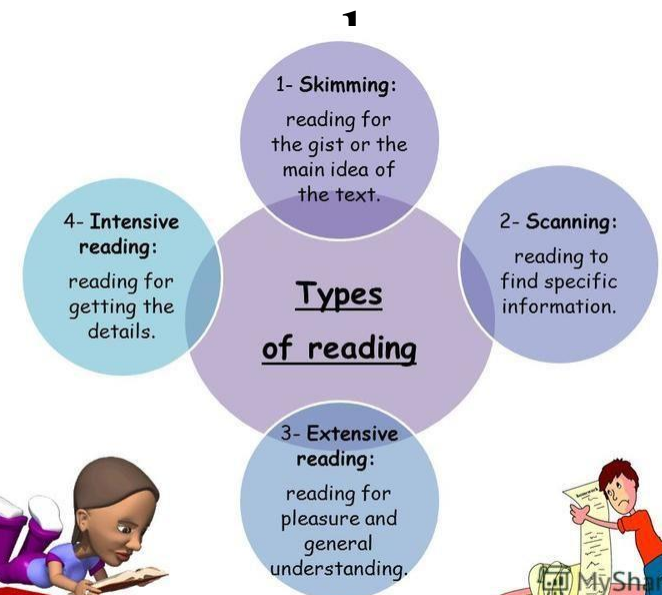 1- Skimming:
reading for
the gist or the
main idea of
the text.
2- Scanning:
reading to
find specific
information.
Types
of reading
4- Intensive
reading:
reading for
getting the
details.
3- Extensive
reading:
reading for
pleasure and
general
understanding.